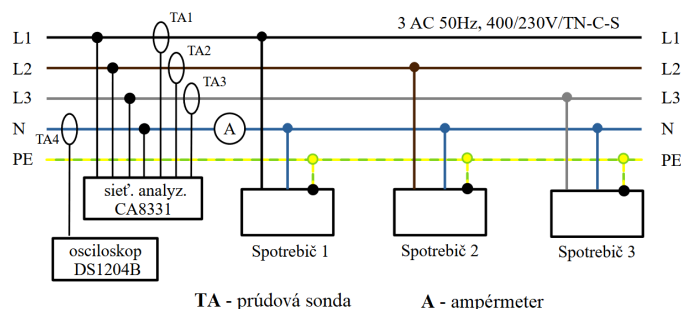 3 AC 50Hz, 400/230V/TN-C-S
TA1
L1
L1
TA2
L2
L2
TA3
L3
L3
N
A
N
TA4
PE
PE
sieť. analyz.
CA8331
osciloskop
DS1204B
Spotrebič 1
Spotrebič 2
Spotrebič 3
TA - prúdová sonda
A - ampérmeter